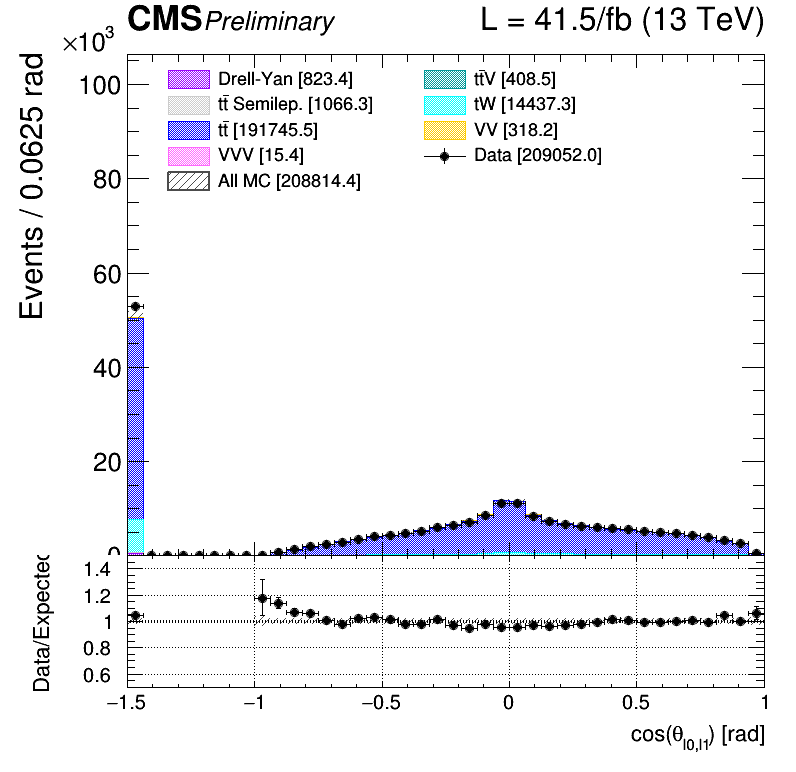 CMS Preliminary L = 41.5/fb (13 TeV)
×10³
Events / 0.0625 rad
100
80
60
40
20
0
Drell-Yan [823.4]
tt̄ Semilep. [1066.3]
tt̄ [191745.5]
VVV [15.4]
All MC [208814.4]
tt̄V [408.5]
tW [14437.3]
VV [318.2]
Data [209052.0]
Data/Expected
1.4
1.2
1
0.8
0.6
−1.5 −1 −0.5 0 0.5 1
cos(θ_l0,l1) [rad]